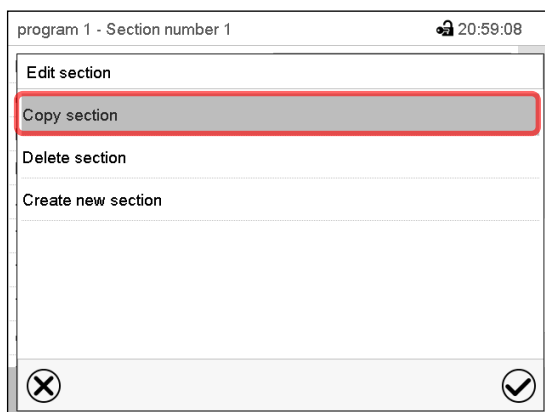 program 1 - Section number 1 20:59:08
Edit section
Copy section
Delete section
Create new section